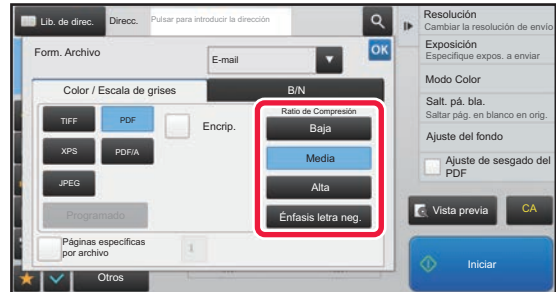 Lib. de direc.
Direcc.
Pulsar para introducir la dirección
Form. Archivo
E-mail
OK
Color / Escala de grises
B/N
TIFF
PDF
Encrip.
XPS
PDF/A
JPEG
Programado
Ratio de Compresión
Baja
Media
Alta
Énfasis letra neg.
Páginas específicas
por archivo
1
Otros
Resolución
Cambiar la resolución de envío
Exposición
Especifique expos. a enviar
Modo Color
Salt. pá. bla.
Saltar pág. en blanco en orig.
Ajuste del fondo
Ajuste de sesgado del
PDF
Vista previa
CA
Iniciar